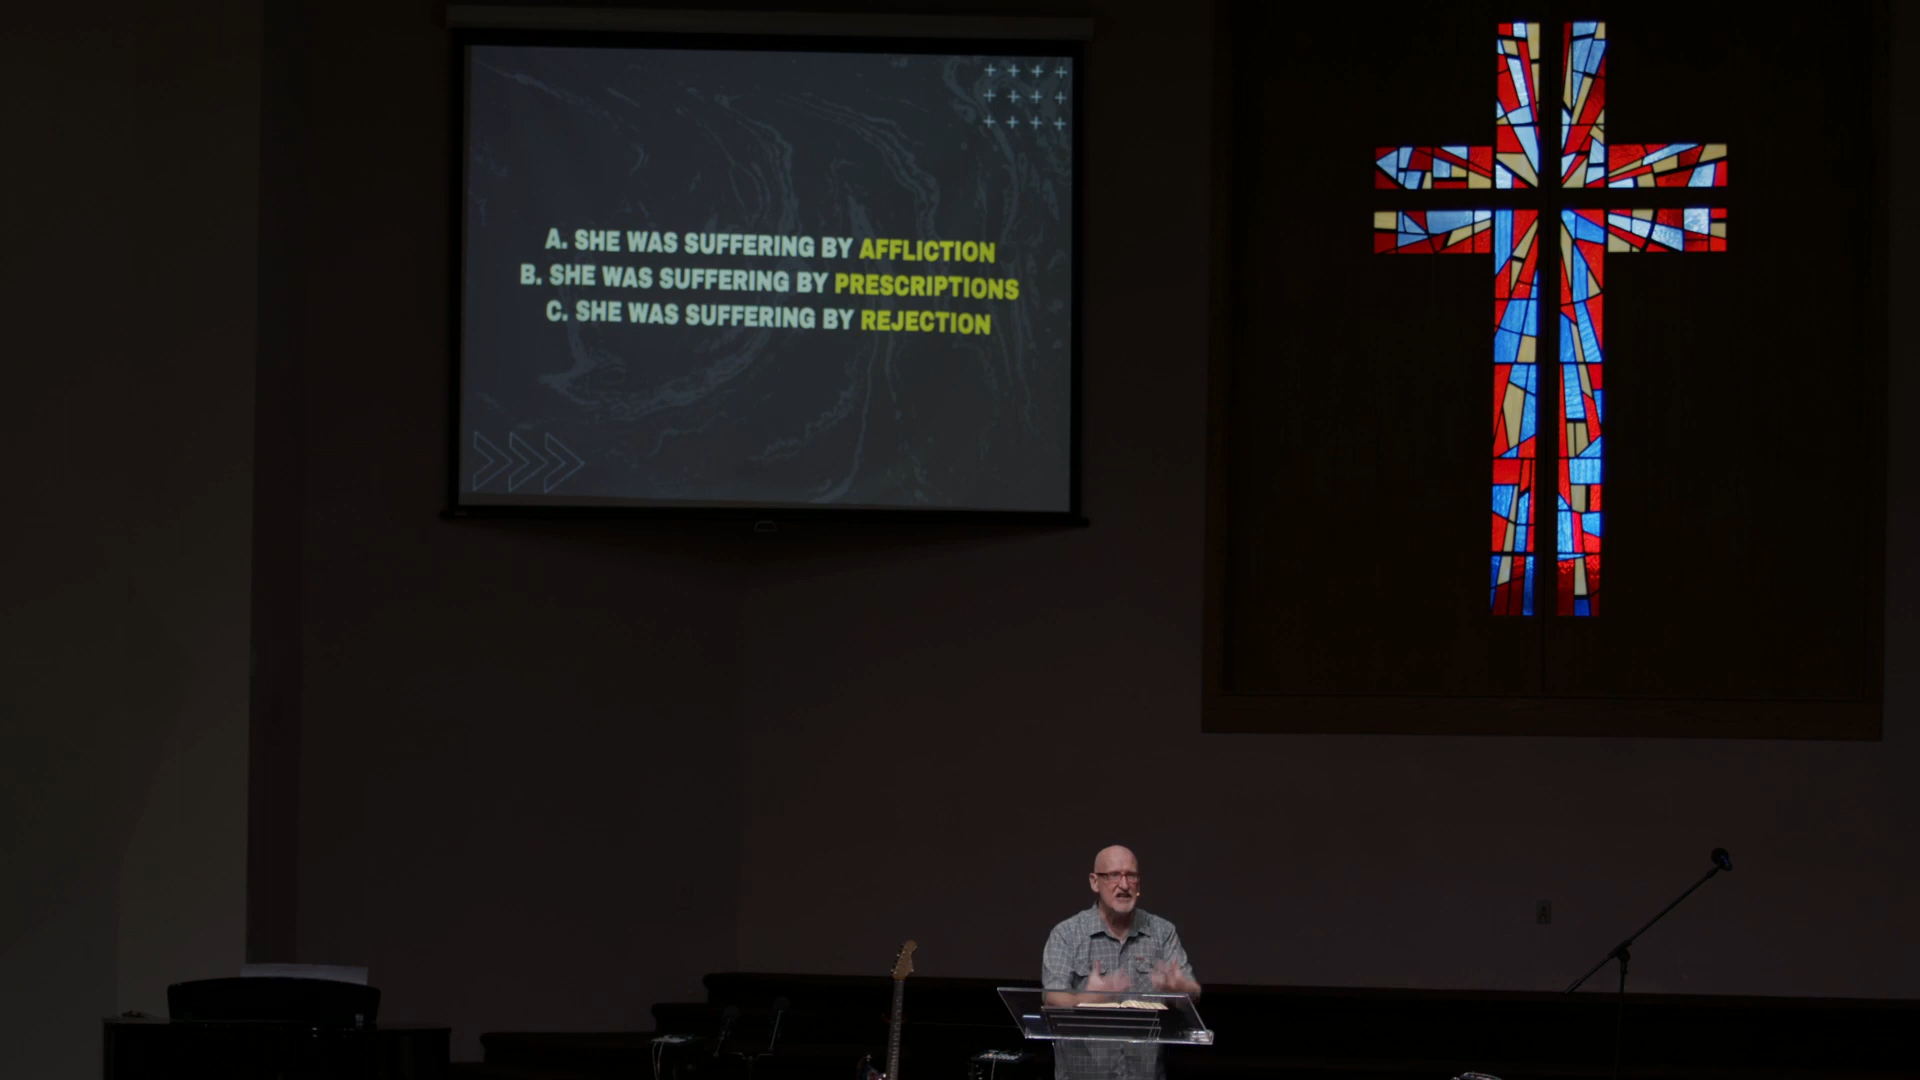 A. SHE WAS SUFFERING BY AFFLICTION
B. SHE WAS SUFFERING BY PRESCRIPTIONS
C. SHE WAS SUFFERING BY REJECTION